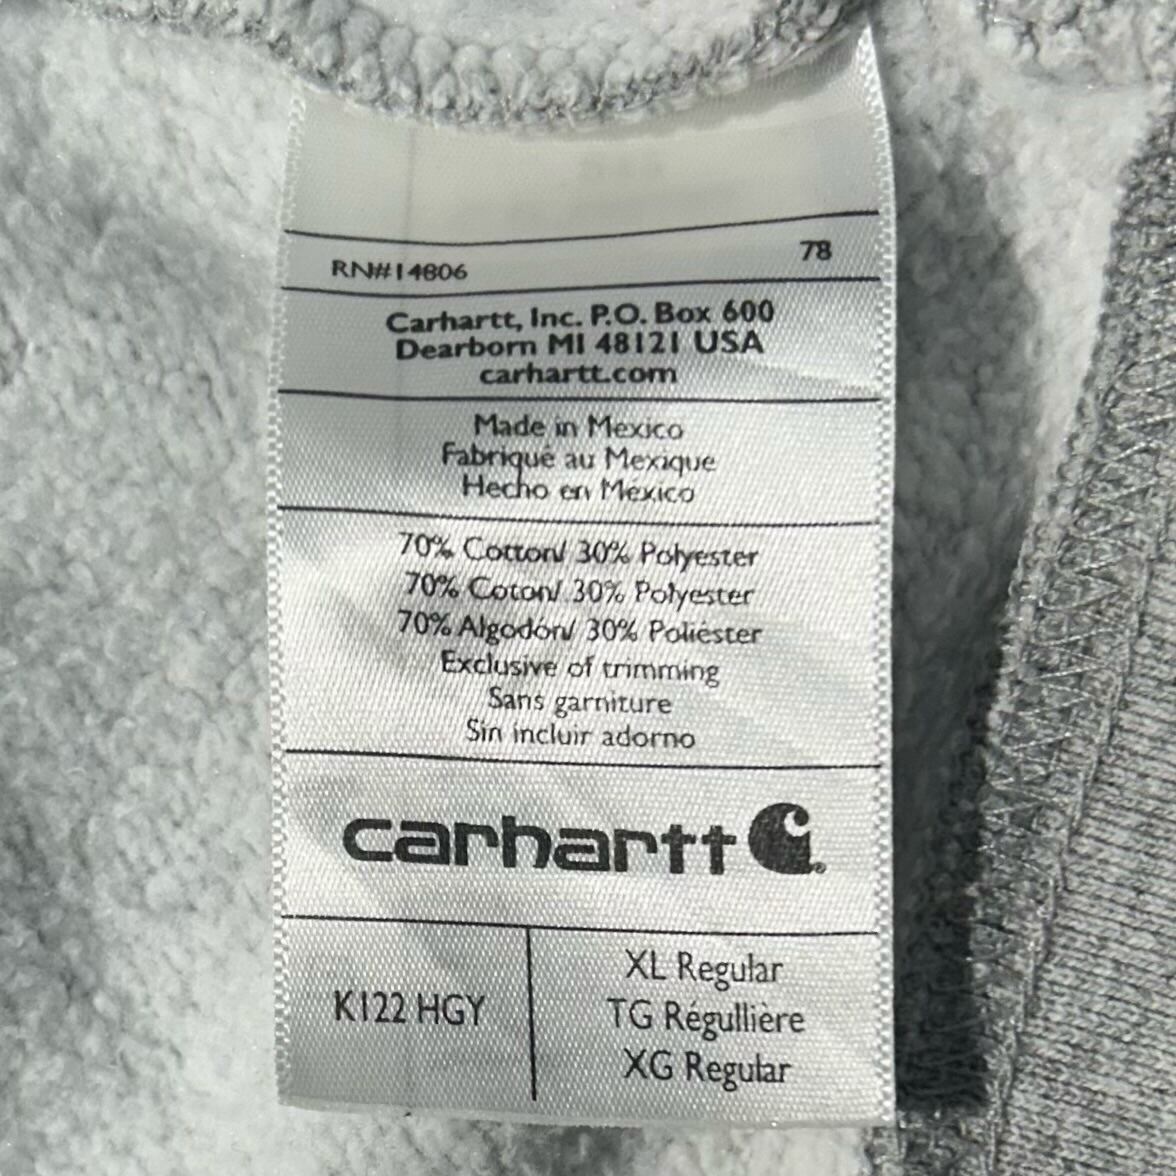 RN#14806
78
Carhartt, Inc. P.O. Box 600
Dearborn MI 48121 USA
carhartt.com
Made in Mexico
Fabriqué au Mexique
Hecho en México
70% Cotton/ 30% Polyester
70% Coton/ 30% Polyester
70% Algodón/ 30% Poliéster
Exclusive of trimming
Sans garniture
Sin incluir adorno
carhartt
K122 HGY
XL Regular
TG Régullière
XG Regular